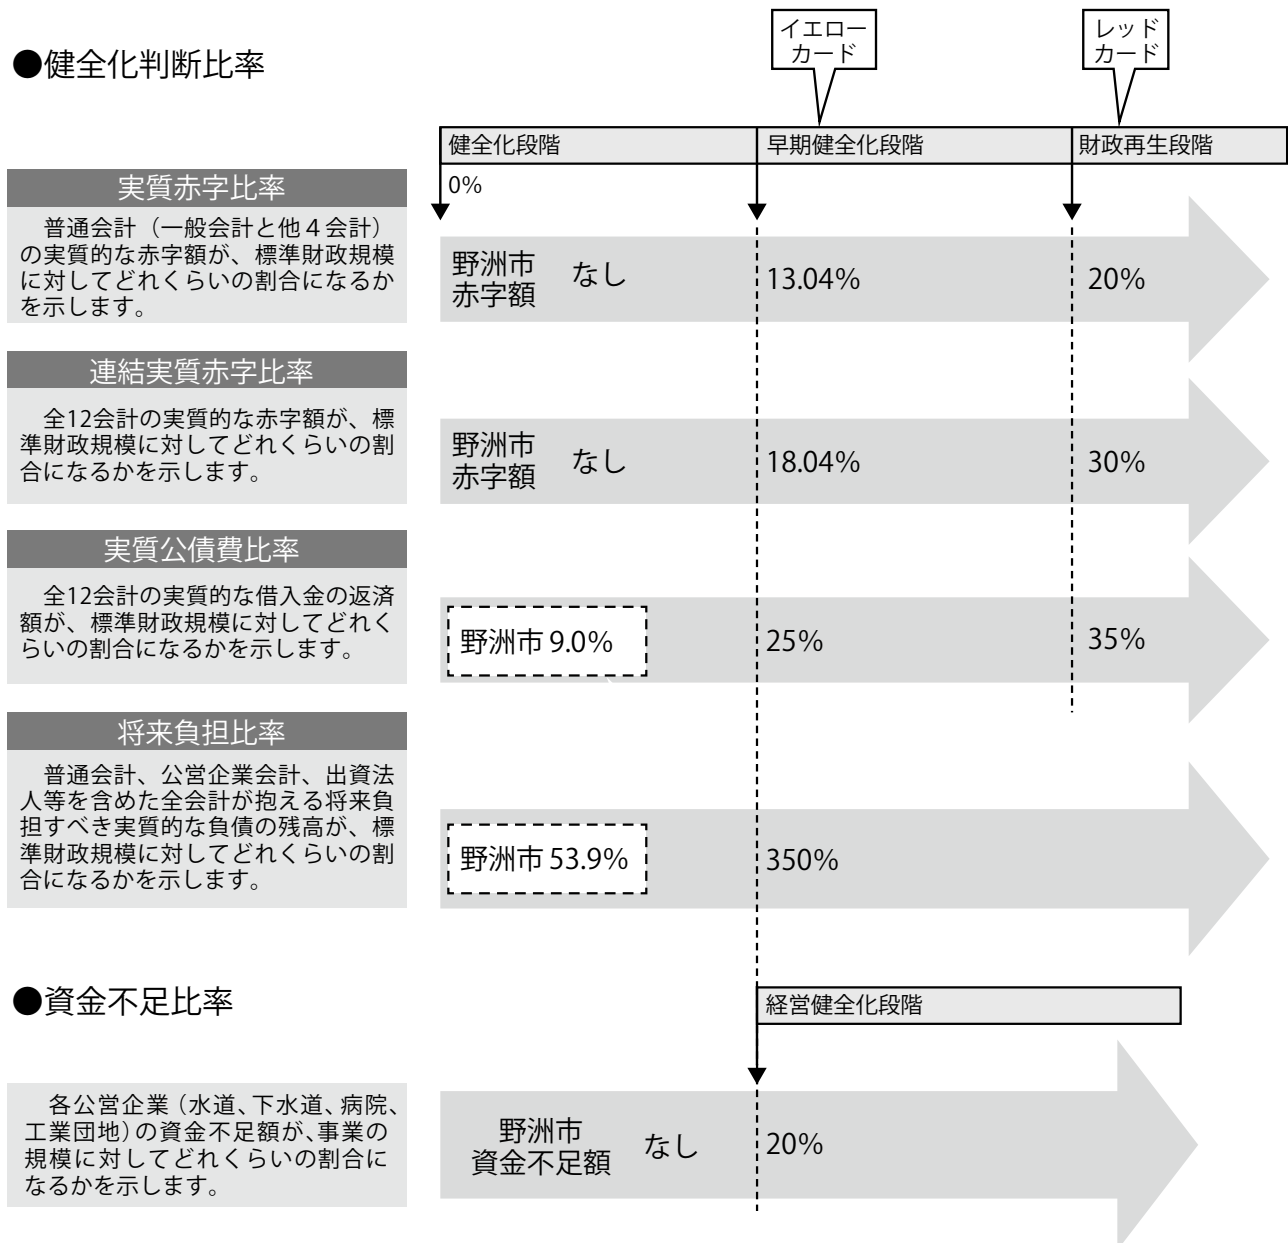 ●健全化判断比率
イエロー
カード
レッド
カード
健全化段階
早期健全化段階
財政再生段階
0%
実質赤字比率
普通会計（一般会計と他４会計）
の実質的な赤字額が、標準財政規模
に対してどれくらいの割合になるか
を示します。
野洲市
赤字額
なし
13.04%
20%
連結実質赤字比率
全12会計の実質的な赤字額が、標
準財政規模に対してどれくらいの割
合になるかを示します。
野洲市
赤字額
なし
18.04%
30%
実質公債費比率
全12会計の実質的な借入金の返済
額が、標準財政規模に対してどれく
らいの割合になるかを示します。
野洲市 9.0%
25%
35%
将来負担比率
普通会計、公営企業会計、出資法
人等を含めた全会計が抱える将来負
担すべき実質的な負債の残高が、標
準財政規模に対してどれくらいの割
合になるかを示します。
野洲市 53.9%
350%
●資金不足比率
経営健全化段階
各公営企業（水道、下水道、病院、
工業団地）の資金不足額が、事業の
規模に対してどれくらいの割合に
なるかを示します。
野洲市
資金不足額
なし
20%